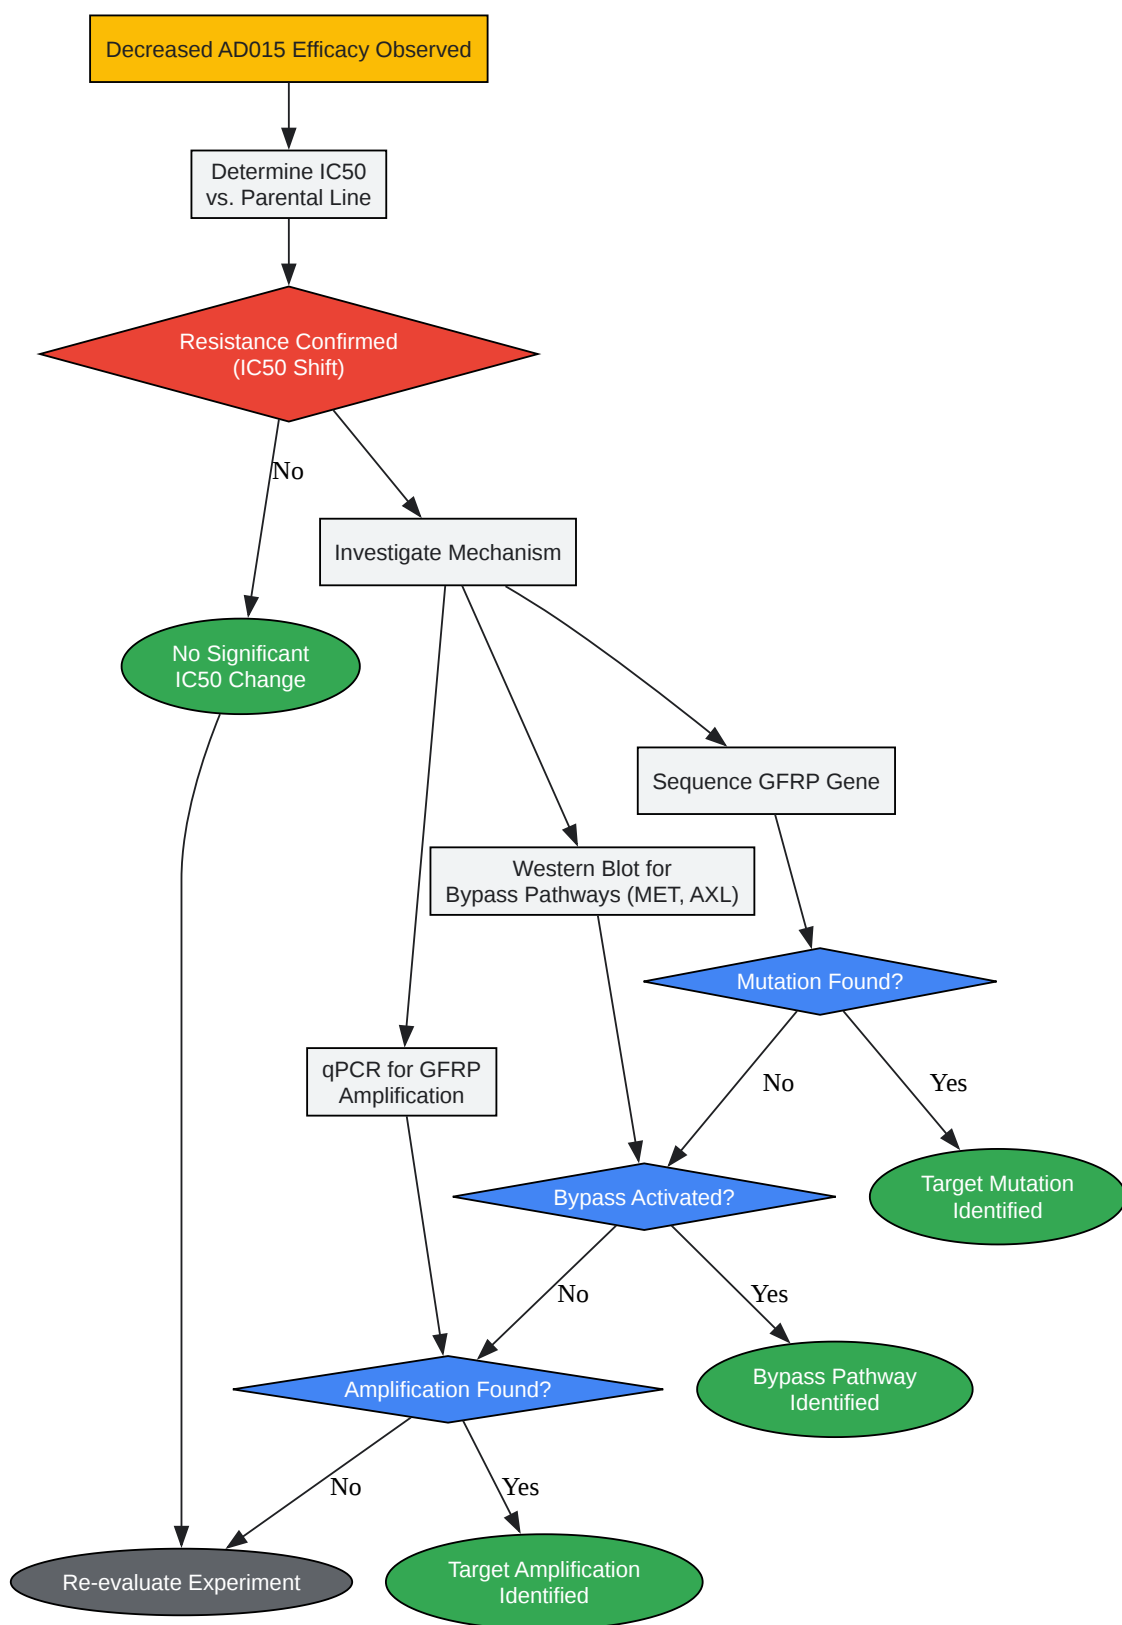 Decreased AD015 Efficacy Observed
Determine IC50
vs. Parental Line
Resistance Confirmed
(IC50 Shift)
No
Investigate Mechanism
No Significant
IC50 Change
Sequence GFRP Gene
Western Blot for
Bypass Pathways (MET, AXL)
Mutation Found?
qPCR for GFRP
Amplification
No
Yes
Bypass Activated?
Target Mutation
Identified
No
Yes
Amplification Found?
Bypass Pathway
Identified
No
Yes
Re-evaluate Experiment
Target Amplification
Identified